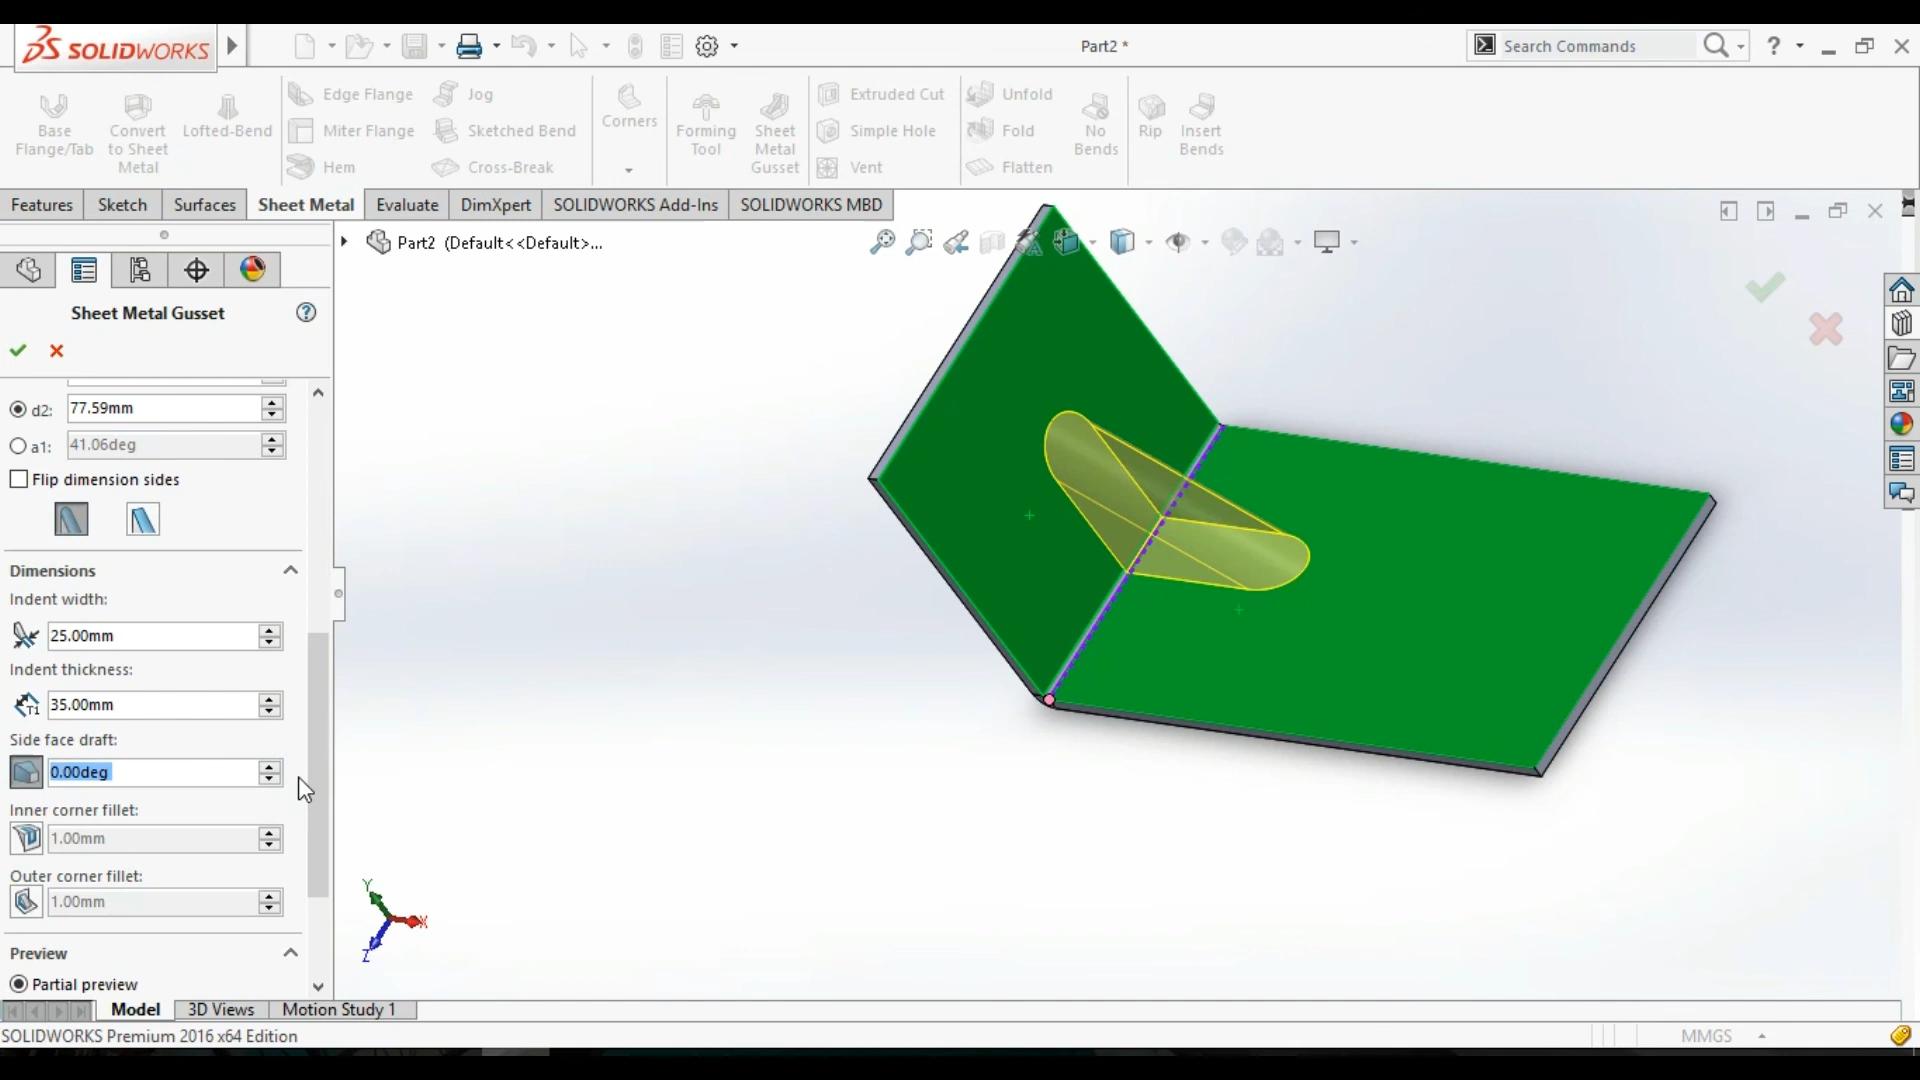 SOLIDWORKS
Part2 *
Search Commands
?
Base Flange/Tab
Convert to Sheet Metal
Lofted-Bend
Edge Flange
Miter Flange
Hem
Jog
Sketched Bend
Cross-Break
Corners
Forming Tool
Sheet Metal Gusset
Extruded Cut
Simple Hole
Vent
Unfold
Fold
Flatten
No Bends
Rip
Insert Bends
Features
Sketch
Surfaces
Sheet Metal
Evaluate
DimXpert
SOLIDWORKS Add-Ins
SOLIDWORKS MBD
Part2 (Default<<Default>...
Sheet Metal Gusset
?
d2: 77.59mm
a1: 41.06deg
Flip dimension sides
Dimensions
Indent width:
25.00mm
Indent thickness:
T1 35.00mm
Side face draft:
0.00deg
Inner corner fillet:
1.00mm
Outer corner fillet:
1.00mm
Preview
Partial preview
Y
X
Z
Model
3D Views
Motion Study 1
SOLIDWORKS Premium 2016 x64 Edition
MMGS